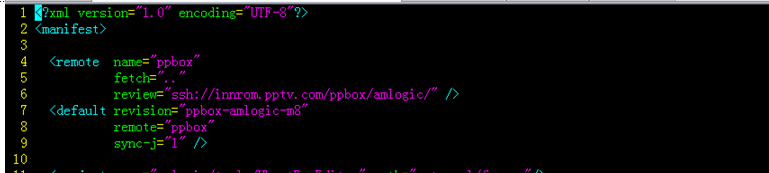 1 <?xml version="1.0" encoding="UTF-8"?>
2 <manifest>
3
4 <remote name="ppbox"
5 fetch=".."
6 review="ssh://innrom.pptv.com/ppbox/amlogic/" />
7 <default revision="ppbox-amlogic-m8"
8 remote="ppbox"
9 sync-j="1" />
10